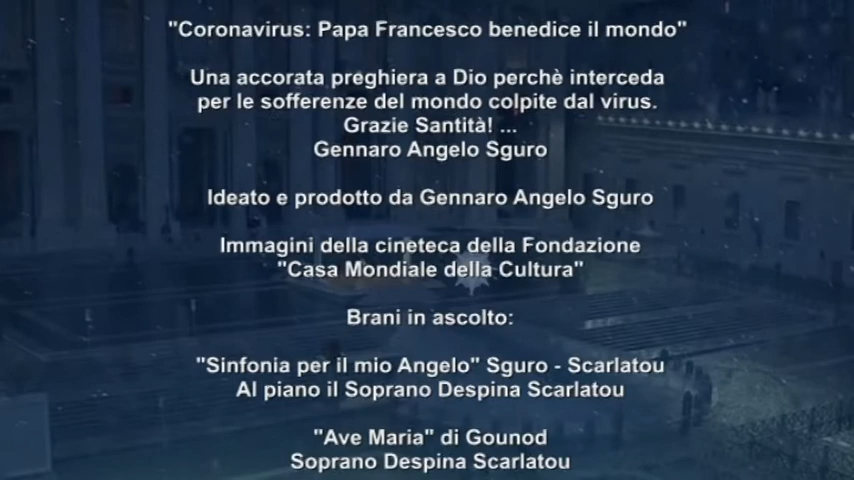 "Coronavirus: Papa Francesco benedice il mondo"
Una accorata preghiera a Dio perchè interceda
per le sofferenze del mondo colpite dal virus.
Grazie Santità! ...
Gennaro Angelo Sguro
Ideato e prodotto da Gennaro Angelo Sguro
Immagini della cineteca della Fondazione
"Casa Mondiale della Cultura"
Brani in ascolto:
"Sinfonia per il mio Angelo" Sguro - Scarlatou
Al piano il Soprano Despina Scarlatou
"Ave Maria" di Gounod
Soprano Despina Scarlatou